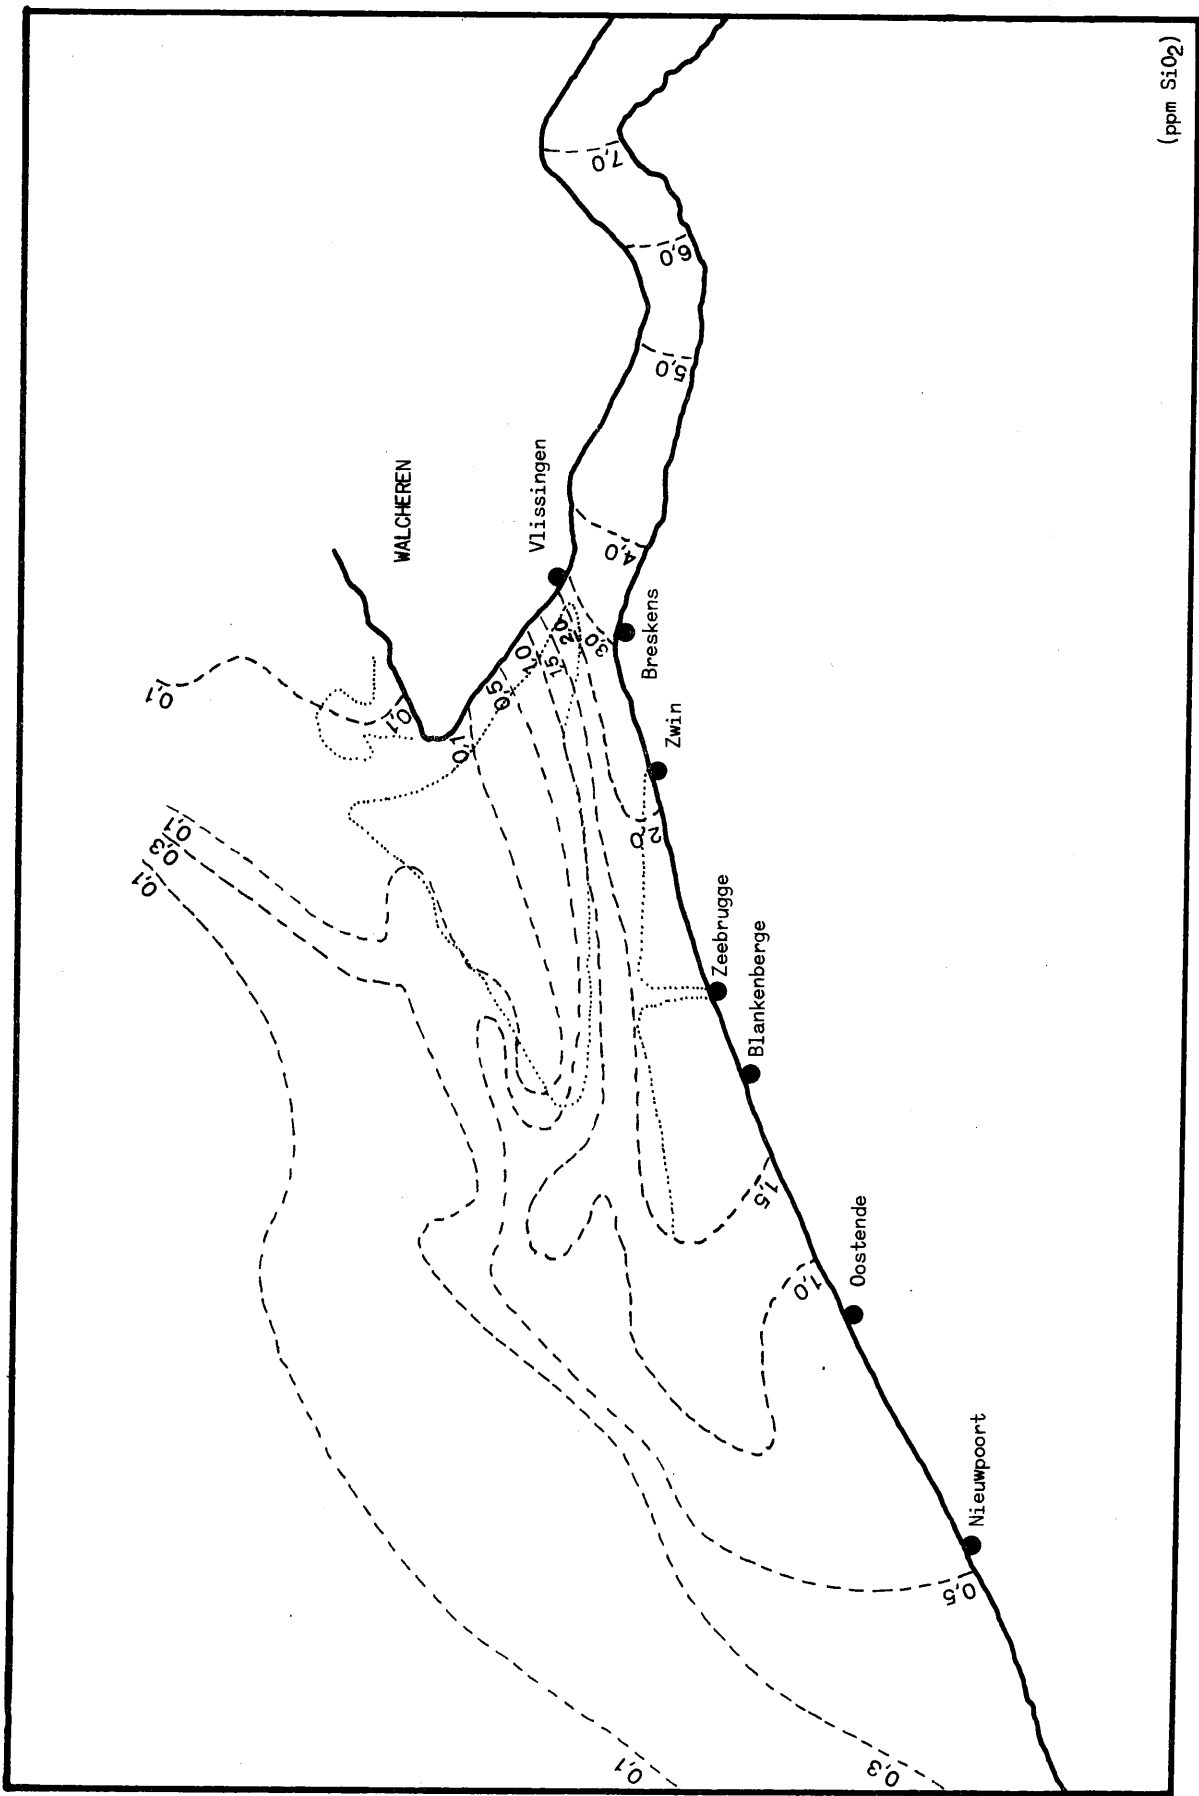 (ppm SiO2)
7,0
6,0
5,0
WALCHEREN
Vlissingen
4,0
Breskens
3,0
2,0
1,5
1,0
0,5
0,1
0,1
0,1
Zwin
2,0
0,1
0,3
0,1
Zeebrugge
Blankenberge
1,5
Oostende
1,0
Nieuwpoort
0,5
0,3
0,1